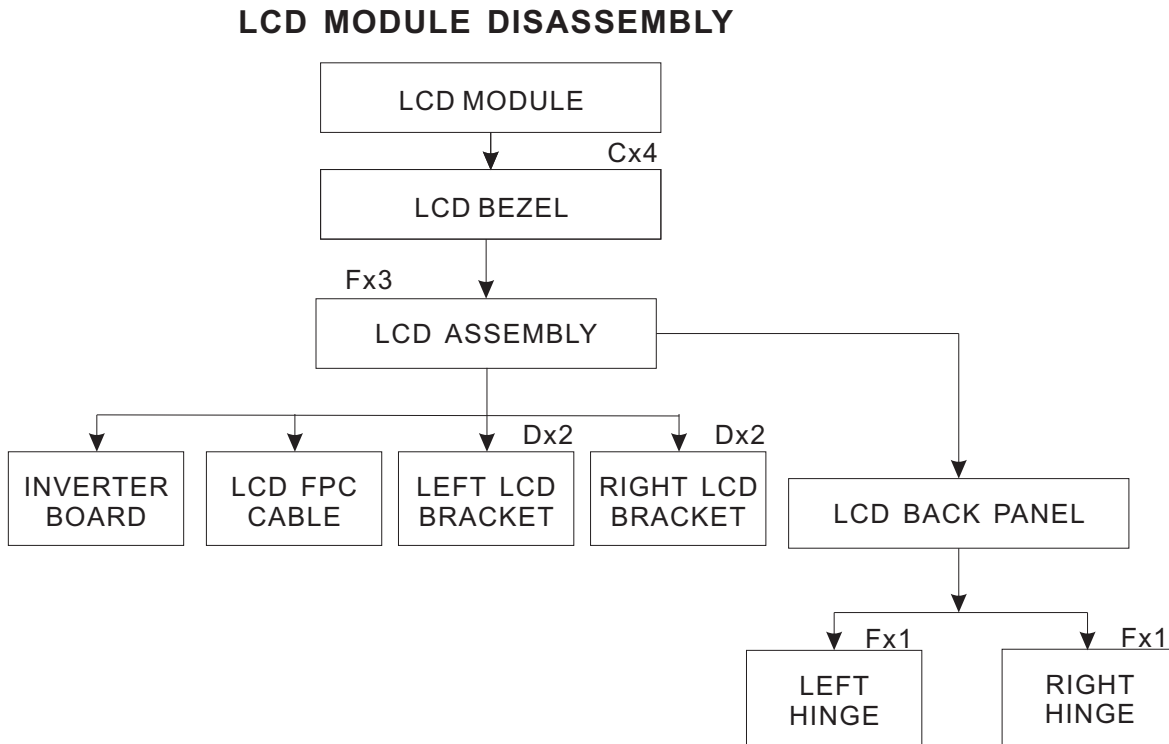 LCD MODULE DISASSEMBLY
LCD MODULE
Cx4
LCD BEZEL
Fx3
LCD ASSEMBLY
Dx2
Dx2
INVERTER
BOARD
LCD FPC
CABLE
LEFT LCD
BRACKET
RIGHT LCD
BRACKET
LCD BACK PANEL
Fx1
Fx1
LEFT
HINGE
RIGHT
HINGE